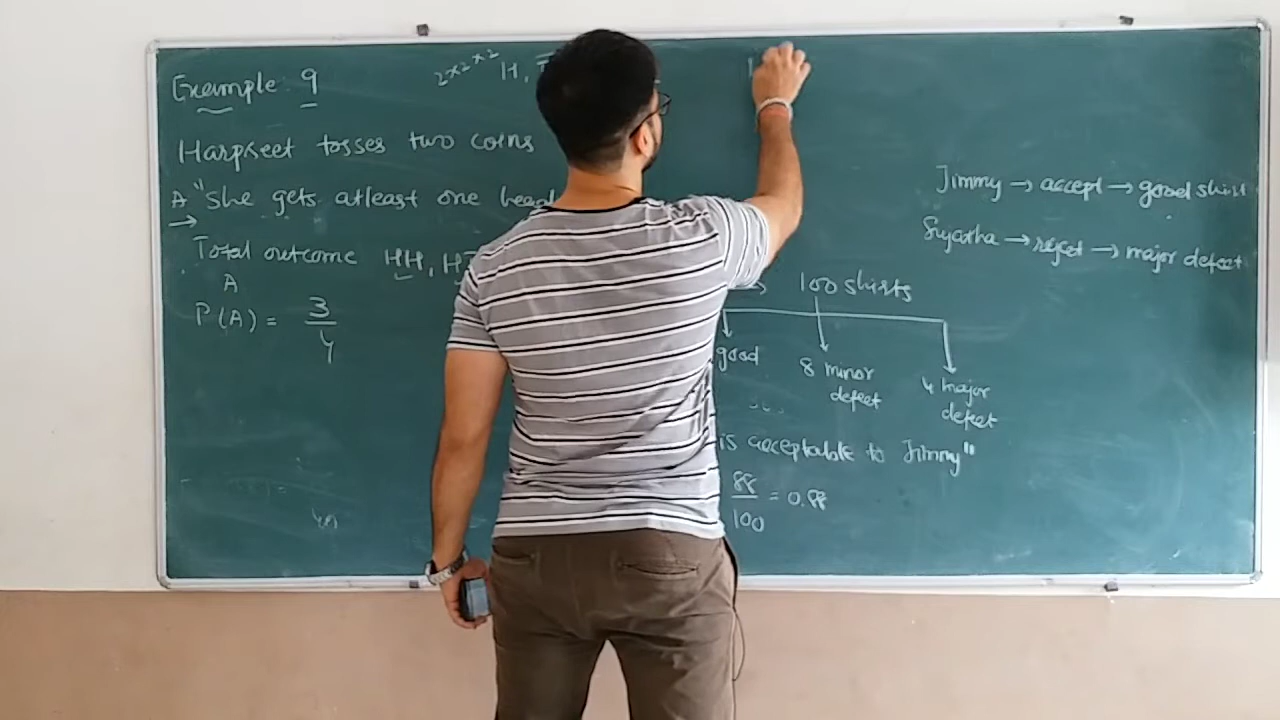 Example 9
2x2x2 H,
Harpreet tosses two coins
A "she gets atleast one head
Total outcome HH, HT
A
P(A) = 3/4
Jimmy → accept → good shirt
Sujatha → reject → major defect
100 shirts
good
8 minor defect
4 major defect
is acceptable to Jimmy"
88/100 = 0.88